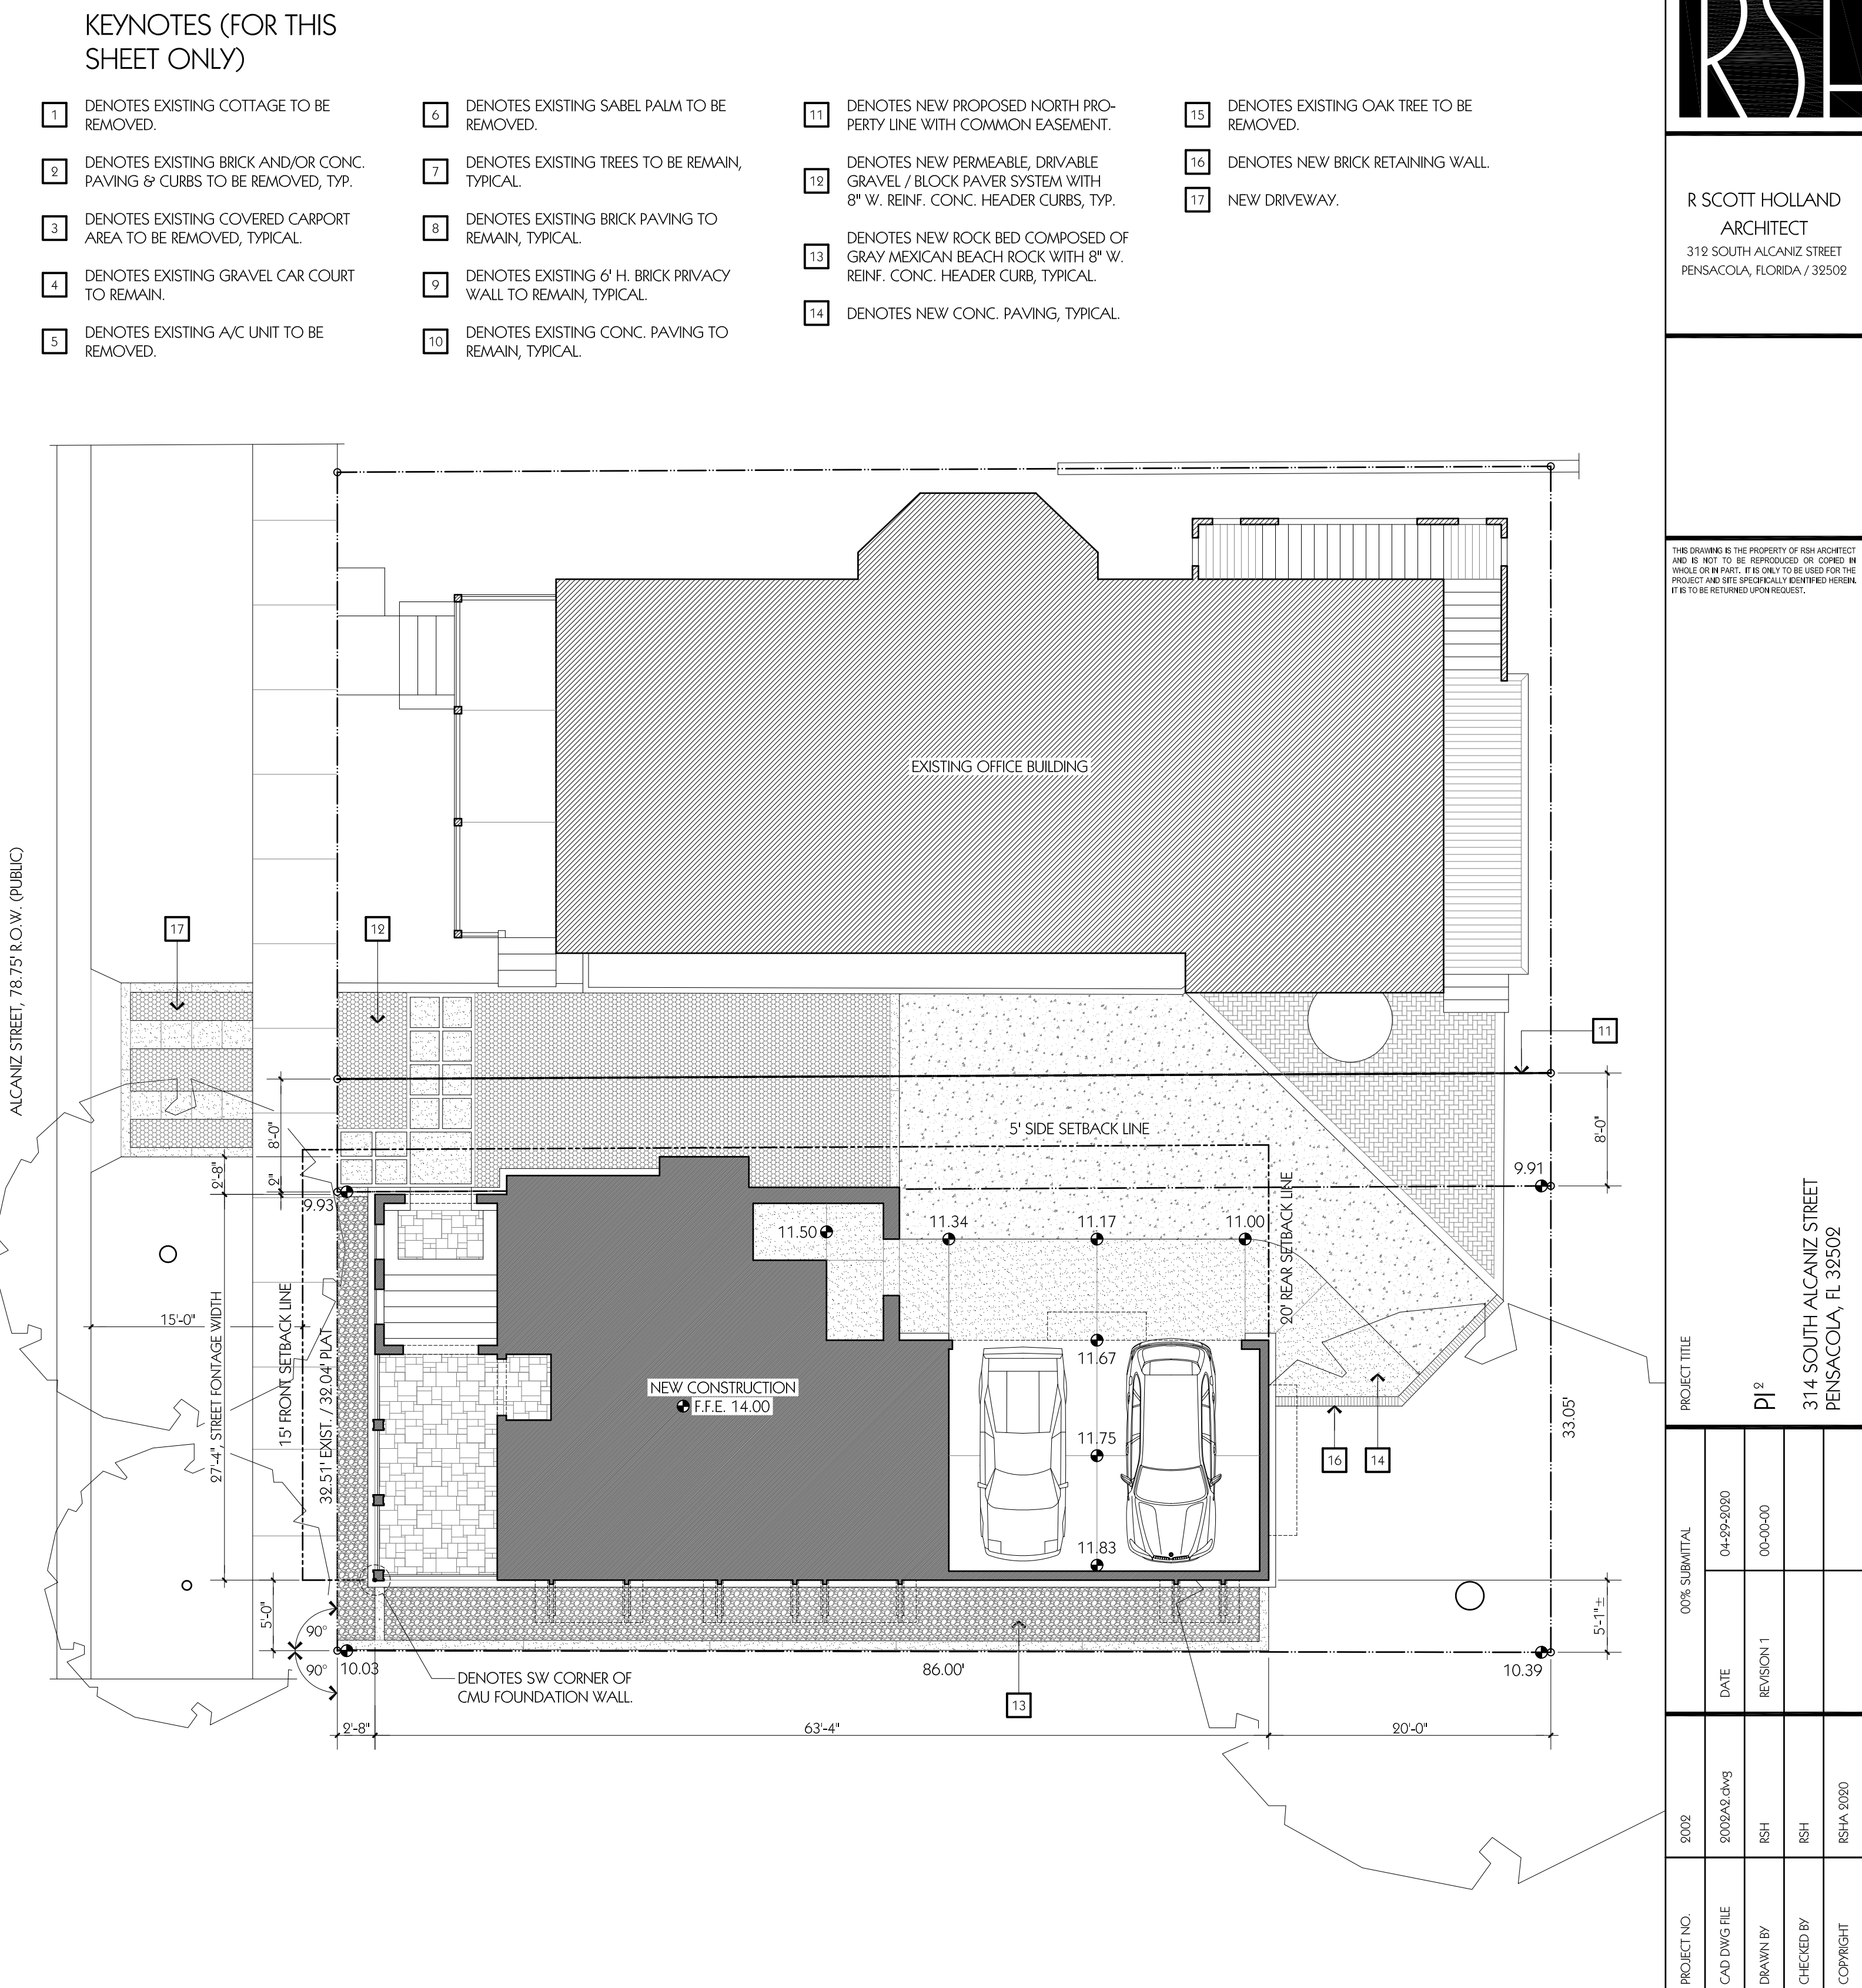 KEYNOTES (FOR THIS
SHEET ONLY)
1
DENOTES EXISTING COTTAGE TO BE
REMOVED.
2
DENOTES EXISTING BRICK AND/OR CONC.
PAVING & CURBS TO BE REMOVED, TYP.
3
DENOTES EXISTING COVERED CARPORT
AREA TO BE REMOVED, TYPICAL.
4
DENOTES EXISTING GRAVEL CAR COURT
TO REMAIN.
5
DENOTES EXISTING A/C UNIT TO BE
REMOVED.
6
DENOTES EXISTING SABEL PALM TO BE
REMOVED.
7
DENOTES EXISTING TREES TO BE REMAIN,
TYPICAL.
8
DENOTES EXISTING BRICK PAVING TO
REMAIN, TYPICAL.
9
DENOTES EXISTING 6' H. BRICK PRIVACY
WALL TO REMAIN, TYPICAL.
10
DENOTES EXISTING CONC. PAVING TO
REMAIN, TYPICAL.
11
DENOTES NEW PROPOSED NORTH PRO-
PERTY LINE WITH COMMON EASEMENT.
12
DENOTES NEW PERMEABLE, DRIVABLE
GRAVEL / BLOCK PAVER SYSTEM WITH
8" W. REINF. CONC. HEADER CURBS, TYP.
13
DENOTES NEW ROCK BED COMPOSED OF
GRAY MEXICAN BEACH ROCK WITH 8" W.
REINF. CONC. HEADER CURB, TYPICAL.
14
DENOTES NEW CONC. PAVING, TYPICAL.
15
DENOTES EXISTING OAK TREE TO BE
REMOVED.
16
DENOTES NEW BRICK RETAINING WALL.
17
NEW DRIVEWAY.
RSH
R SCOTT HOLLAND
ARCHITECT
312 SOUTH ALCANIZ STREET
PENSACOLA, FLORIDA / 32502
THIS DRAWING IS THE PROPERTY OF RSH ARCHITECT
AND IS NOT TO BE REPRODUCED OR COPIED IN
WHOLE OR IN PART. IT IS ONLY TO BE USED FOR THE
PROJECT AND SITE SPECIFICALLY IDENTIFIED HEREIN.
IT IS TO BE RETURNED UPON REQUEST.
EXISTING OFFICE BUILDING
ALCANIZ STREET, 78.75' R.O.W. (PUBLIC)
17
12
11
8'-0"
2'-8"
2"
9.93
5' SIDE SETBACK LINE
8'-0"
9.91
20' REAR SETBACK LINE
11.50
11.34
11.17
11.00
15'-0"
27'-4", STREET FONTAGE WIDTH
15' FRONT SETBACK LINE
32.51' EXIST. / 32.04' PLAT
11.67
NEW CONSTRUCTION
F.F.E. 14.00
11.75
11.83
16
14
33.05'
5'-0"
90°
90°
10.03
DENOTES SW CORNER OF
CMU FOUNDATION WALL.
86.00'
10.39
5'-1"±
13
2'-8"
63'-4"
20'-0"
PROJECT TITLE
PI²
314 SOUTH ALCANIZ STREET
PENSACOLA, FL 32502
00% SUBMITTAL
DATE
04-29-2020
REVISION 1
00-00-00
PROJECT NO.
2002
CAD DWG FILE
2002A2.dwg
DRAWN BY
RSH
CHECKED BY
RSH
COPYRIGHT
RSHA 2020